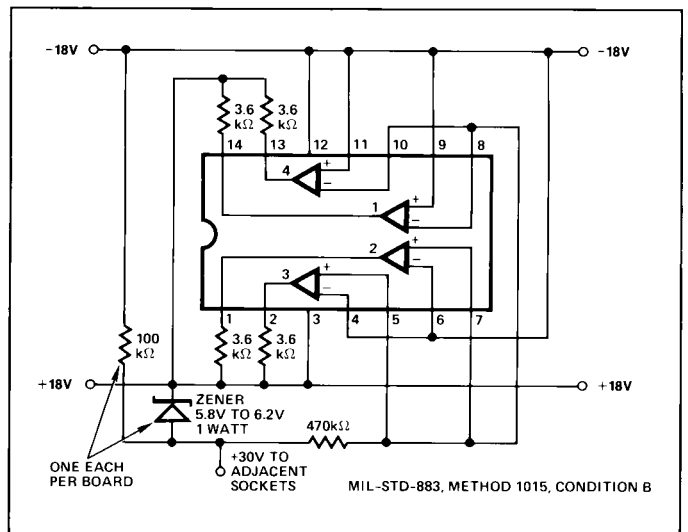 -18V -18V
3.6 kΩ 3.6 kΩ
14 13 12 11 10 9 8
4 + -
1 + -
2 + -
3 + -
1 2 3 4 5 6 7
100 kΩ
3.6 kΩ 3.6 kΩ
+18V +18V
ZENER
5.8V TO 6.2V
1 WATT
470kΩ
ONE EACH
PER BOARD
+30V TO
ADJACENT
SOCKETS
MIL-STD-883, METHOD 1015, CONDITION B